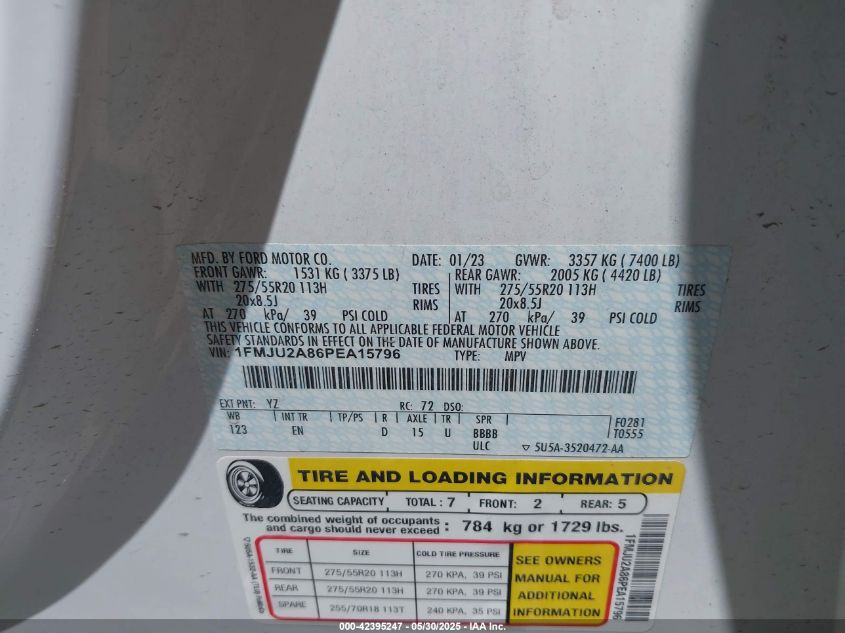 MFD. BY FORD MOTOR CO. DATE: 01/23 GVWR: 3357 KG ( 7400 LB)
FRONT GAWR: 1531 KG ( 3375 LB) REAR GAWR: 2005 KG ( 4420 LB)
WITH 275/55R20 113H TIRES WITH 275/55R20 113H TIRES
20x8.5J RIMS 20x8.5J RIMS
AT 270 kPa/ 39 PSI COLD AT 270 kPa/ 39 PSI COLD
THIS VEHICLE CONFORMS TO ALL APPLICABLE FEDERAL MOTOR VEHICLE
SAFETY STANDARDS IN EFFECT ON THE DATE OF MANUFACTURE SHOWN ABOVE.
VIN: 1FMJU2A86PEA15796 TYPE: MPV
EXT PNT: YZ RC: 72 DSO:
WB INT TR TP/PS R AXLE TR SPR F0281
123 EN D 15 U BBBB T0555
ULC ▽ 5U5A-3520472-AA
TIRE AND LOADING INFORMATION
SEATING CAPACITY TOTAL : 7 FRONT: 2 REAR: 5
The combined weight of occupants
and cargo should never exceed : 784 kg or 1729 lbs.
TIRE SIZE COLD TIRE PRESSURE
FRONT 275/55R20 113H 270 KPA, 39 PSI
REAR 275/55R20 113H 270 KPA, 39 PSI
SPARE 255/70R18 113T 240 KPA, 35 PSI
SEE OWNERS
MANUAL FOR
ADDITIONAL
INFORMATION
1FMJU2A86PEA15796
000-42395247 - 05/30/2025 - IAA Inc.